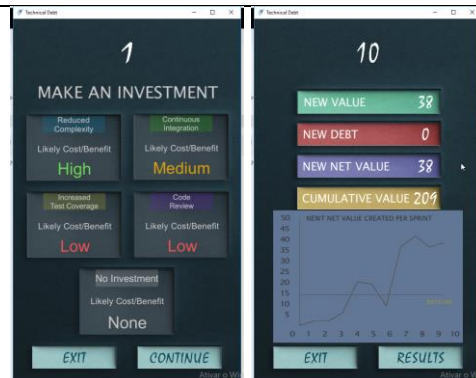 Technical Debt
1
MAKE AN INVESTMENT
Reduced
Complexity
Likely Cost/Benefit
High
Continuous
Integration
Likely Cost/Benefit
Medium
Increased
Test Coverage
Likely Cost/Benefit
Low
Code
Review
Likely Cost/Benefit
Low
No Investment
Likely Cost/Benefit
None
EXIT
CONTINUE
Ativar o Wi
Technical Debt
10
NEW VALUE 38
NEW DEBT 0
NEW NET VALUE 38
CUMULATIVE VALUE 209
NET VALUE CREATED PER SPRINT
50
45
40
35
30
25
20
15
10
5
0 1 2 3 4 5 6 7 8 9 10
EXIT
RESULTS
Ativar o Wi